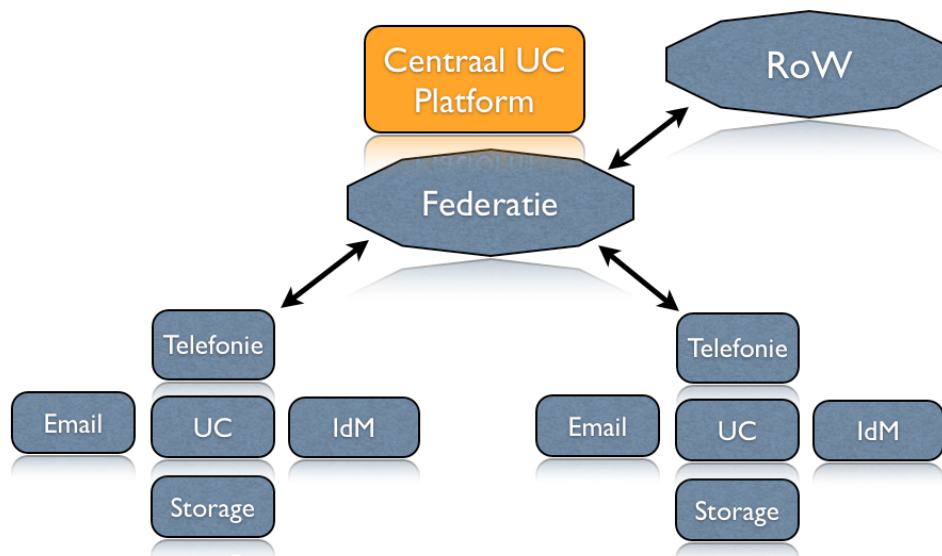 Centraal UC
Platform
RoW
Federatie
Telefonie
Email
UC
IdM
Storage
Telefonie
Email
UC
IdM
Storage